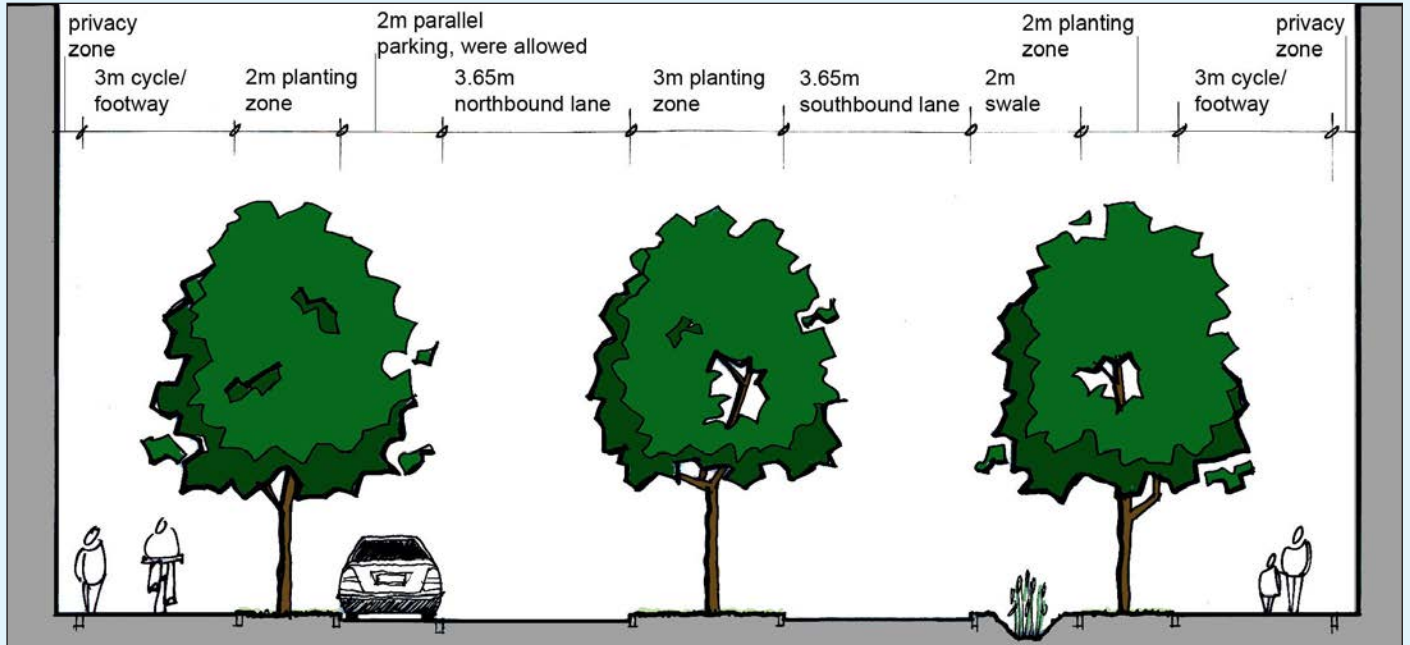 privacy
zone
3m cycle/
footway
2m planting
zone
2m parallel
parking, were allowed
3.65m
northbound lane
3m planting
zone
3.65m
southbound lane
2m
swale
2m planting
zone
3m cycle/
footway
privacy
zone